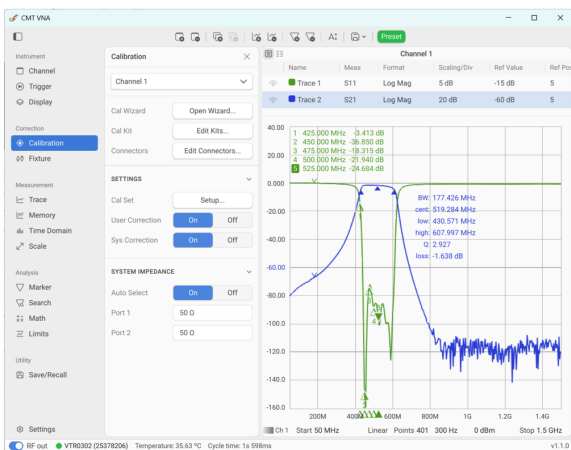 CMT VNA
A↕
Preset
Instrument
Channel
Trigger
Display
Correction
Calibration
Fixture
Measurement
Trace
Memory
Time Domain
Scale
Analysis
Marker
Search
Math
Limits
Utility
Save/Recall
Settings
Calibration
Channel 1
Cal Wizard Open Wizard...
Cal Kit Edit Kits...
Connectors Edit Connectors...
SETTINGS
Cal Set Setup...
User Correction On Off
Sys Correction On Off
SYSTEM IMPEDANCE
Auto Select On Off
Port 1 50 Ω
Port 2 50 Ω
Channel 1
Name Meas Format Scaling/Div Ref Value Ref Pos
Trace 1 S11 Log Mag 5 dB -15 dB 5
Trace 2 S21 Log Mag 20 dB -60 dB 5
40.00
20.00
0.000
-20.00
-40.00
-60.00
-80.00
-100.0
-120.0
-140.0
-160.0
1 425.000 MHz -3.413 dB
2 450.000 MHz -36.850 dB
3 475.000 MHz -18.315 dB
4 500.000 MHz -21.940 dB
5 525.000 MHz -24.684 dB
BW: 177.426 MHz
cent: 519.284 MHz
low: 430.571 MHz
high: 607.997 MHz
Q: 2.927
loss: -1.638 dB
200M 400M 600M 800M 1G 1.2G 1.4G
Ch 1 Start 50 MHz Linear Points 401 300 Hz 0 dBm Stop 1.5 GHz
RF out VTR0302 (25378206) Temperature: 35.63 °C Cycle time: 1s 598ms v1.1.0